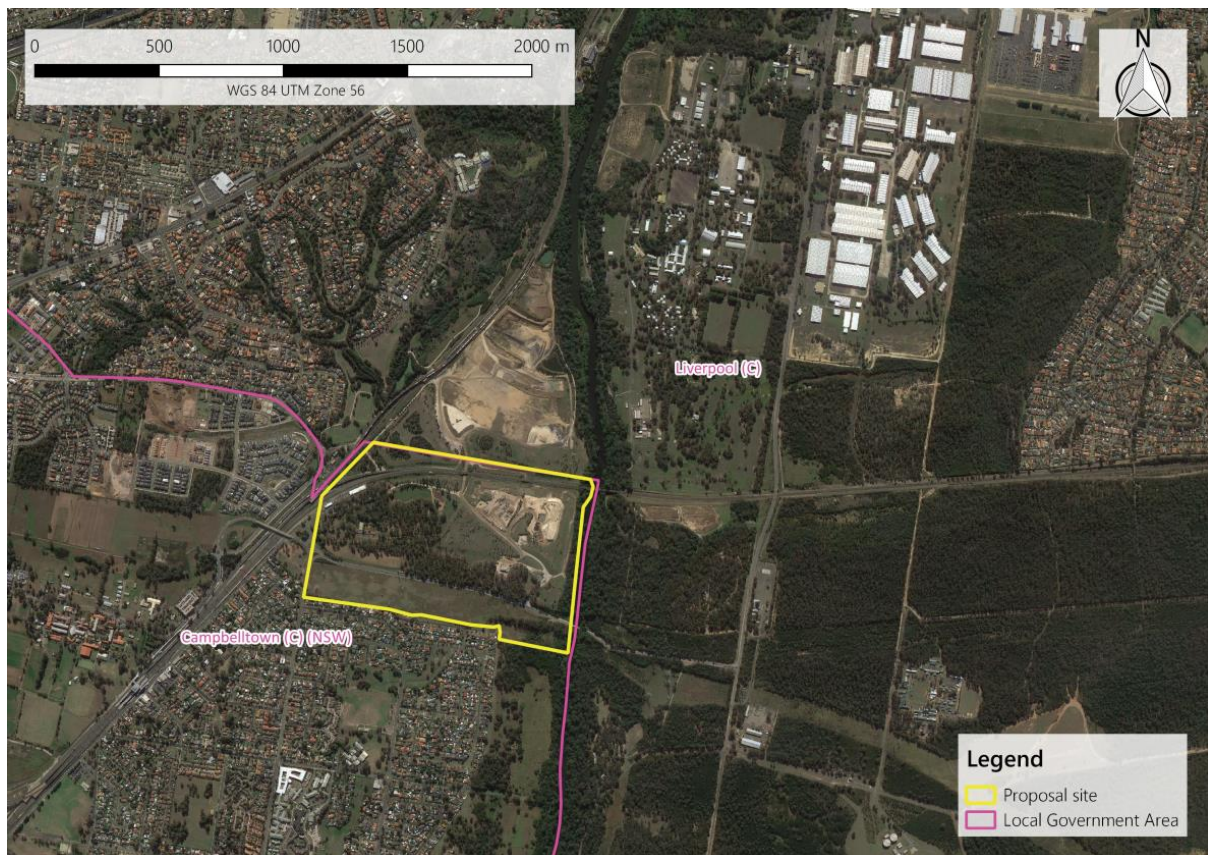 0 500 1000 1500 2000 m
WGS 84 UTM Zone 56
N
Liverpool (C)
Campbelltown (C) (NSW)
Legend
Proposal site
Local Government Area